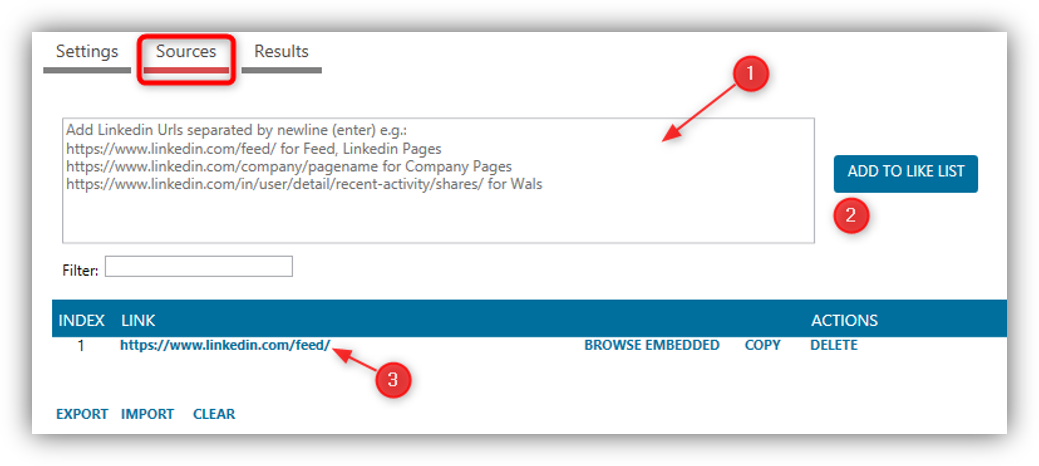 Settings Sources Results
1
Add Linkedin Urls separated by newline (enter) e.g.:
https://www.linkedin.com/feed/ for Feed, Linkedin Pages
https://www.linkedin.com/company/pagename for Company Pages
https://www.linkedin.com/in/user/detail/recent-activity/shares/ for Wals
ADD TO LIKE LIST
2
Filter:
INDEX LINK ACTIONS
1 https://www.linkedin.com/feed/ BROWSE EMBEDDED COPY DELETE
3
EXPORT IMPORT CLEAR